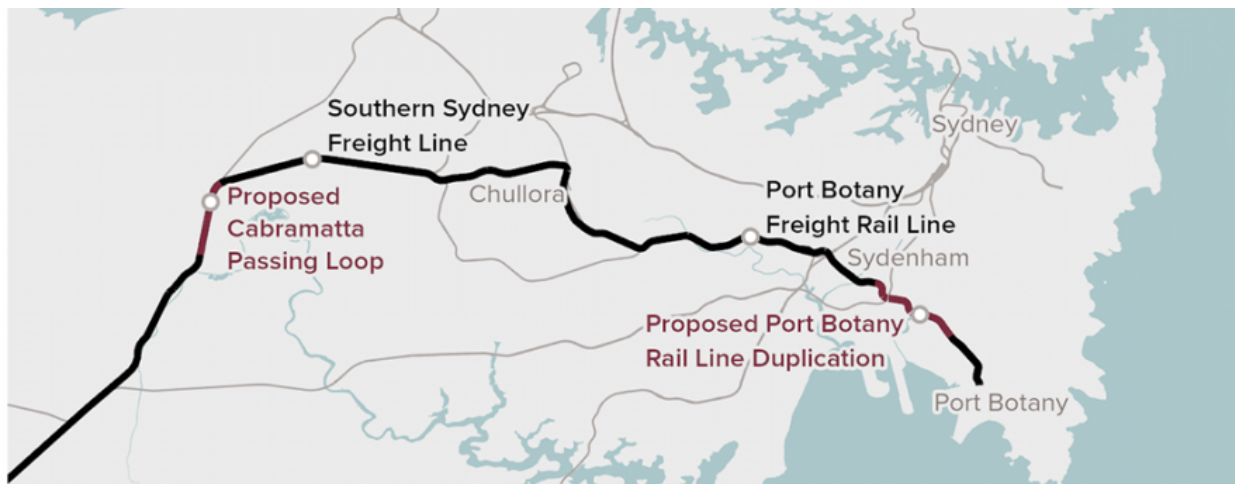 Southern Sydney
Freight Line
Sydney
Proposed
Cabramatta
Passing Loop
Chullora
Port Botany
Freight Rail Line
Sydenham
Proposed Port Botany
Rail Line Duplication
Port Botany